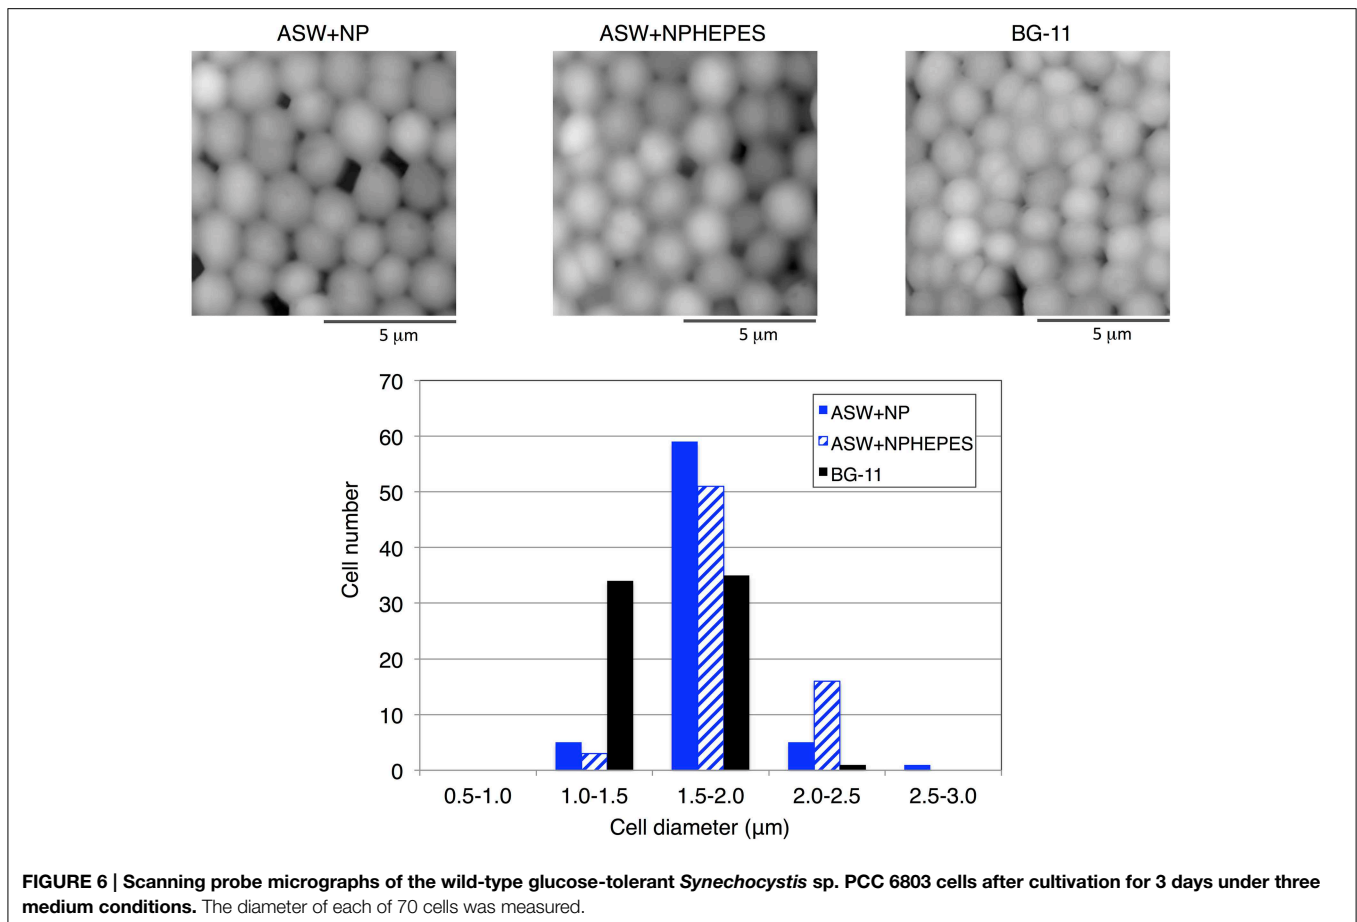 ASW+NP
ASW+NPHEPES
BG-11
5 μm
5 μm
5 μm
70
60
50
40
30
20
10
0
Cell number
ASW+NP
ASW+NPHEPES
BG-11
0.5-1.0
1.0-1.5
1.5-2.0
2.0-2.5
2.5-3.0
Cell diameter (μm)
FIGURE 6 | Scanning probe micrographs of the wild-type glucose-tolerant Synechocystis sp. PCC 6803 cells after cultivation for 3 days under three
medium conditions. The diameter of each of 70 cells was measured.